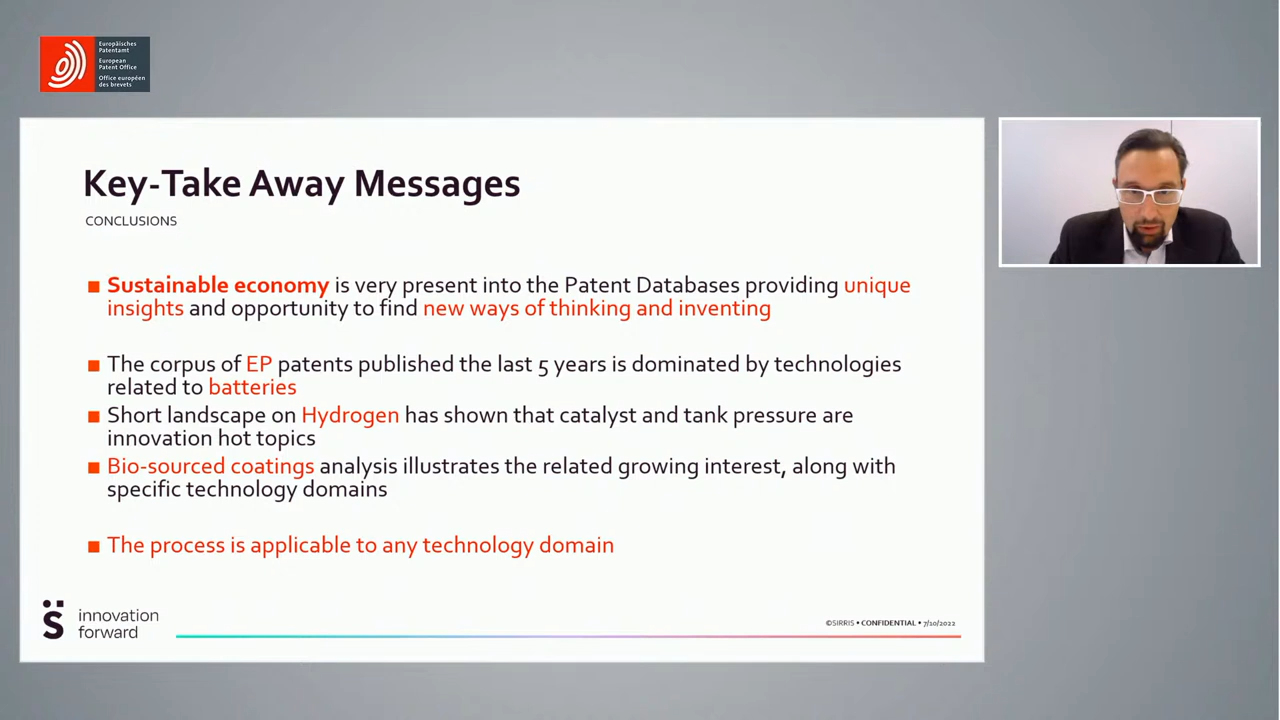 Europäisches
Patentamt
European
Patent Office
Office européen
des brevets
Key-Take Away Messages
CONCLUSIONS
■ Sustainable economy is very present into the Patent Databases providing unique
insights and opportunity to find new ways of thinking and inventing
■ The corpus of EP patents published the last 5 years is dominated by technologies
related to batteries
■ Short landscape on Hydrogen has shown that catalyst and tank pressure are
innovation hot topics
■ Bio-sourced coatings analysis illustrates the related growing interest, along with
specific technology domains
■ The process is applicable to any technology domain
innovation
forward
©SIRRIS • CONFIDENTIAL • 7/10/2022